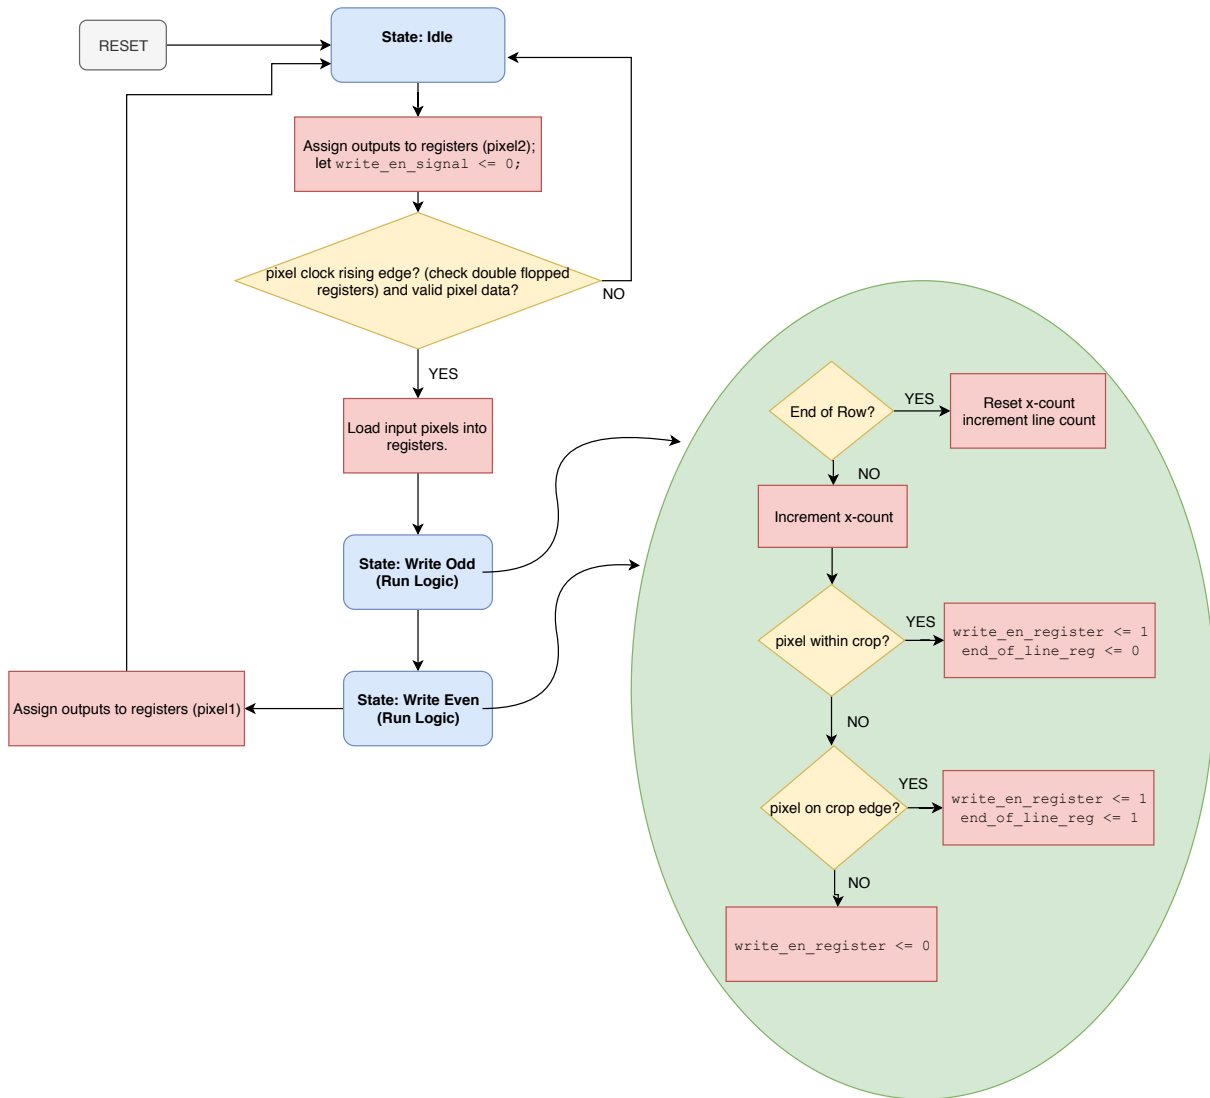 RESET
State: Idle
Assign outputs to registers (pixel2);
let write_en_signal <= 0;
pixel clock rising edge? (check double flopped
registers) and valid pixel data?
NO
YES
Load input pixels into
registers.
State: Write Odd
(Run Logic)
State: Write Even
(Run Logic)
Assign outputs to registers (pixel1)
End of Row?
YES
Reset x-count
increment line count
NO
Increment x-count
pixel within crop?
YES
write_en_register <= 1
end_of_line_reg <= 0
NO
pixel on crop edge?
YES
write_en_register <= 1
end_of_line_reg <= 1
NO
write_en_register <= 0